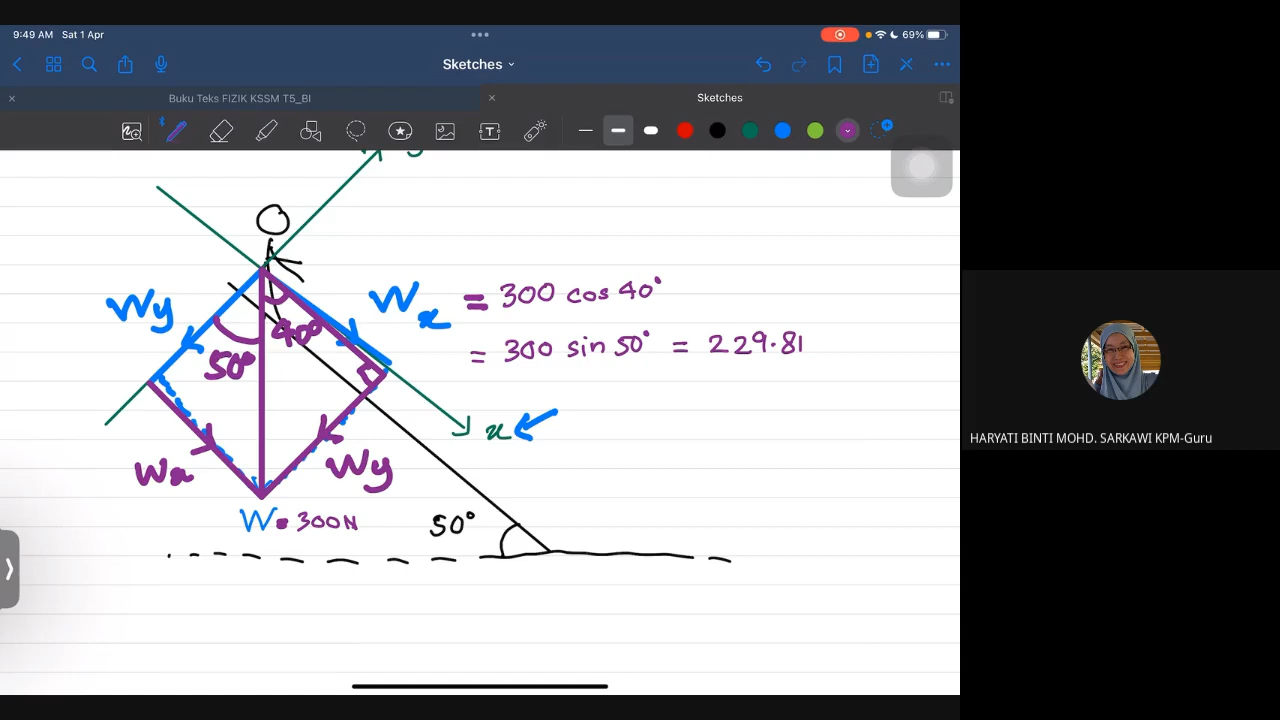 9:49 AM Sat 1 Apr
69%
Sketches
Buku Teks FIZIK KSSM T5_BI
Sketches
Wy
Wx
= 300 cos 40°
40°
50°
= 300 sin 50° = 229.81
x
Wx
Wy
W = 300N
50°
HARYATI BINTI MOHD. SARKAWI KPM-Guru